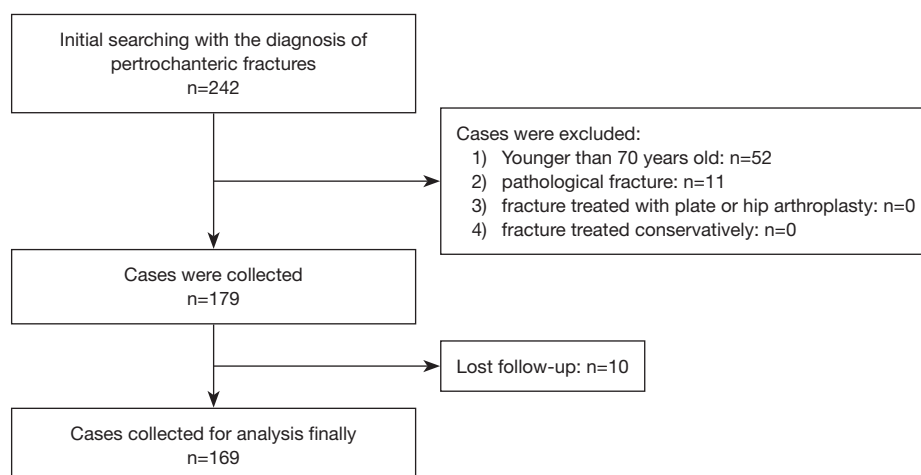 Initial searching with the diagnosis of
pertrochanteric fractures
n=242
Cases were excluded:
1) Younger than 70 years old: n=52
2) pathological fracture: n=11
3) fracture treated with plate or hip arthroplasty: n=0
4) fracture treated conservatively: n=0
Cases were collected
n=179
Lost follow-up: n=10
Cases collected for analysis finally
n=169